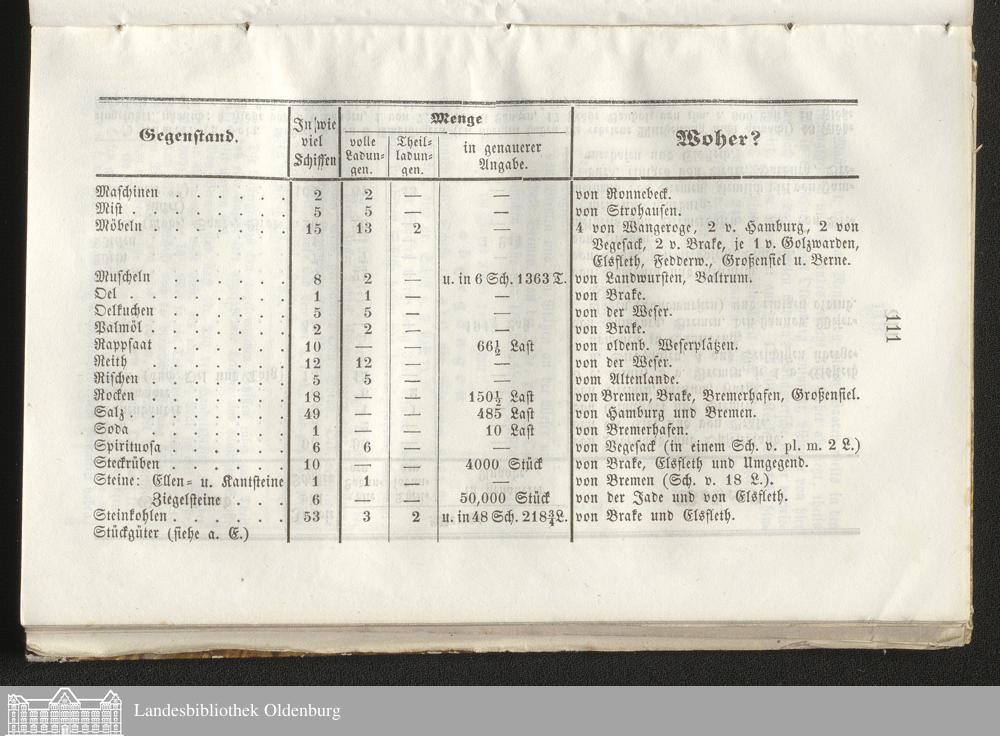 Gegenstand. In wie viel Schiffen Menge Woher?
volle Ladun- gen. Theil- ladun- gen. in genauerer Angabe.
Maschinen . . . . . . 2 2 — — von Ronnebeck.
Mist . . . . . . . . 5 5 — — von Strohausen.
Möbeln . . . . . . . 15 13 2 — 4 von Wangeroge, 2 v. Hamburg, 2 von
Vegesack, 2 v. Brake, je 1 v. Golzwarden,
Elsfleth, Fedderw., Großensiel u. Berne.
Muscheln . . . . . . 8 2 — u. in 6 Sch. 1363 T. von Landwursten, Baltrum.
Oel . . . . . . . . 1 1 — — von Brake.
Oelkuchen . . . . . 5 5 — — von der Weser.
Palmöl . . . . . . . 2 2 — — von Brake.
Rappsaat . . . . . 10 — — 66½ Last von oldenb. Weserplätzen.
Reith . . . . . . . 12 12 — — von der Weser.
Rischen . . . . . . 5 5 — — vom Altenlande.
Rocken . . . . . . 18 — — 150½ Last von Bremen, Brake, Bremerhafen, Großensiel.
Salz . . . . . . . 49 — — 485 Last von Hamburg und Bremen.
Soda . . . . . . . 1 — — 10 Last von Bremerhafen.
Spirituosa . . . . . 6 6 — — von Vegesack (in einem Sch. v. pl. m. 2 L.)
Steckrüben . . . . . 10 — — 4000 Stück von Brake, Elsfleth und Umgegend.
Steine: Ellen- u. Kantsteine 1 1 — — von Bremen (Sch. v. 18 L.).
Ziegelsteine . . . 6 — — 50,000 Stück von der Jade und von Elsfleth.
Steinkohlen . . . . . 53 3 2 u. in 48 Sch. 218¾ L. von Brake und Elsfleth.
Stückgüter (siehe a. E.)
111
Landesbibliothek Oldenburg